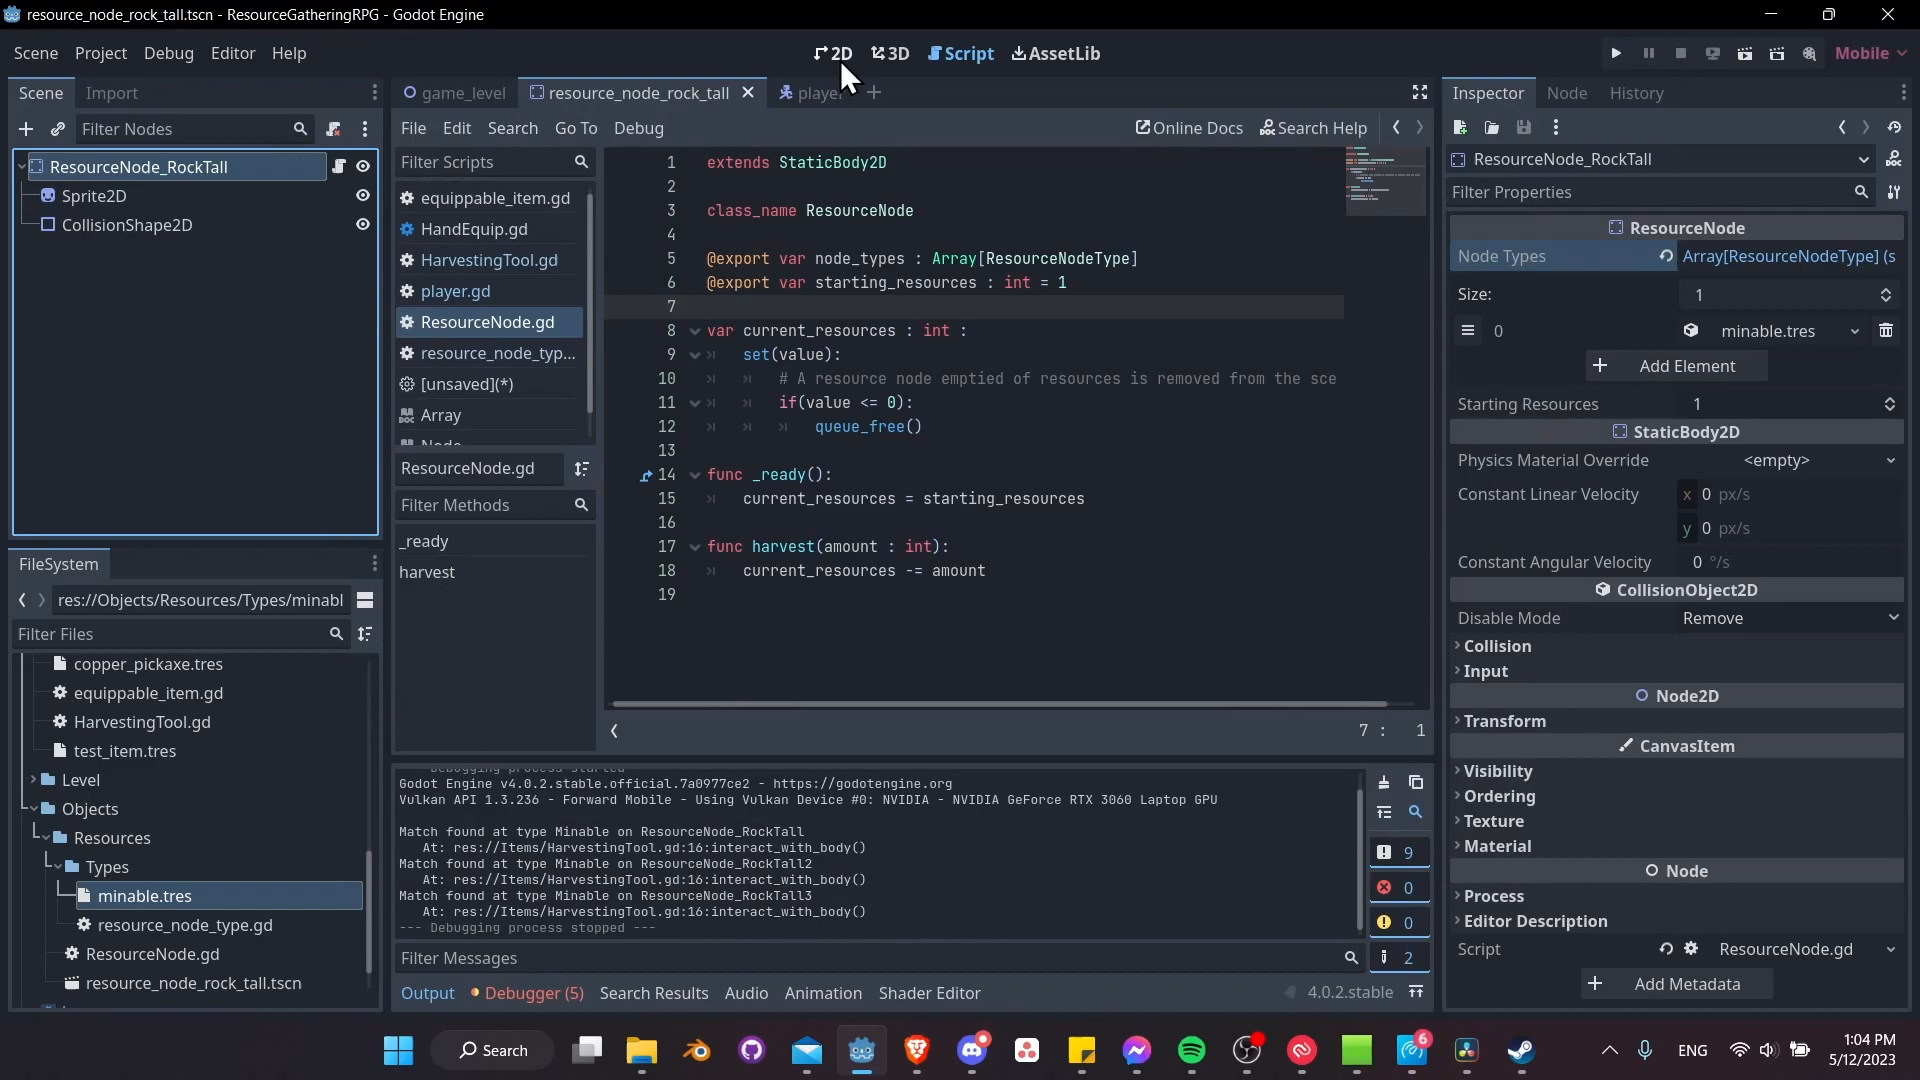 resource_node_rock_tall.tscn - ResourceGatheringRPG - Godot Engine
Scene Project Debug Editor Help
2D 3D Script AssetLib
Mobile
Scene Import
Filter Nodes
ResourceNode_RockTall
Sprite2D
CollisionShape2D
FileSystem
res://Objects/Resources/Types/minabl
Filter Files
copper_pickaxe.tres
equippable_item.gd
HarvestingTool.gd
test_item.tres
Level
Objects
Resources
Types
minable.tres
resource_node_type.gd
ResourceNode.gd
resource_node_rock_tall.tscn
game_level resource_node_rock_tall player
File Edit Search Go To Debug
Online Docs Search Help
Filter Scripts
equippable_item.gd
HandEquip.gd
HarvestingTool.gd
player.gd
ResourceNode.gd
resource_node_typ...
[unsaved](*)
Array
Node
ResourceNode.gd
Filter Methods
_ready
harvest
1 extends StaticBody2D
2
3 class_name ResourceNode
4
5 @export var node_types : Array[ResourceNodeType]
6 @export var starting_resources : int = 1
7
8 var current_resources : int :
9 set(value):
10 # A resource node emptied of resources is removed from the sce
11 if(value <= 0):
12 queue_free()
13
14 func _ready():
15 current_resources = starting_resources
16
17 func harvest(amount : int):
18 current_resources -= amount
19
7 : 1
--- Debugging process started ---
Godot Engine v4.0.2.stable.official.7a0977ce2 - https://godotengine.org
Vulkan API 1.3.236 - Forward Mobile - Using Vulkan Device #0: NVIDIA - NVIDIA GeForce RTX 3060 Laptop GPU
Match found at type Minable on ResourceNode_RockTall
At: res://Items/HarvestingTool.gd:16:interact_with_body()
Match found at type Minable on ResourceNode_RockTall2
At: res://Items/HarvestingTool.gd:16:interact_with_body()
Match found at type Minable on ResourceNode_RockTall3
At: res://Items/HarvestingTool.gd:16:interact_with_body()
--- Debugging process stopped ---
9
0
0
2
Filter Messages
Output Debugger (5) Search Results Audio Animation Shader Editor
4.0.2.stable
Inspector Node History
ResourceNode_RockTall
Filter Properties
ResourceNode
Node Types Array[ResourceNodeType] (s
Size: 1
0 minable.tres
Add Element
Starting Resources 1
StaticBody2D
Physics Material Override <empty>
Constant Linear Velocity x 0 px/s
y 0 px/s
Constant Angular Velocity 0 °/s
CollisionObject2D
Disable Mode Remove
Collision
Input
Node2D
Transform
CanvasItem
Visibility
Ordering
Texture
Material
Node
Process
Editor Description
Script ResourceNode.gd
Add Metadata
Search
6
ENG
1:04 PM
5/12/2023